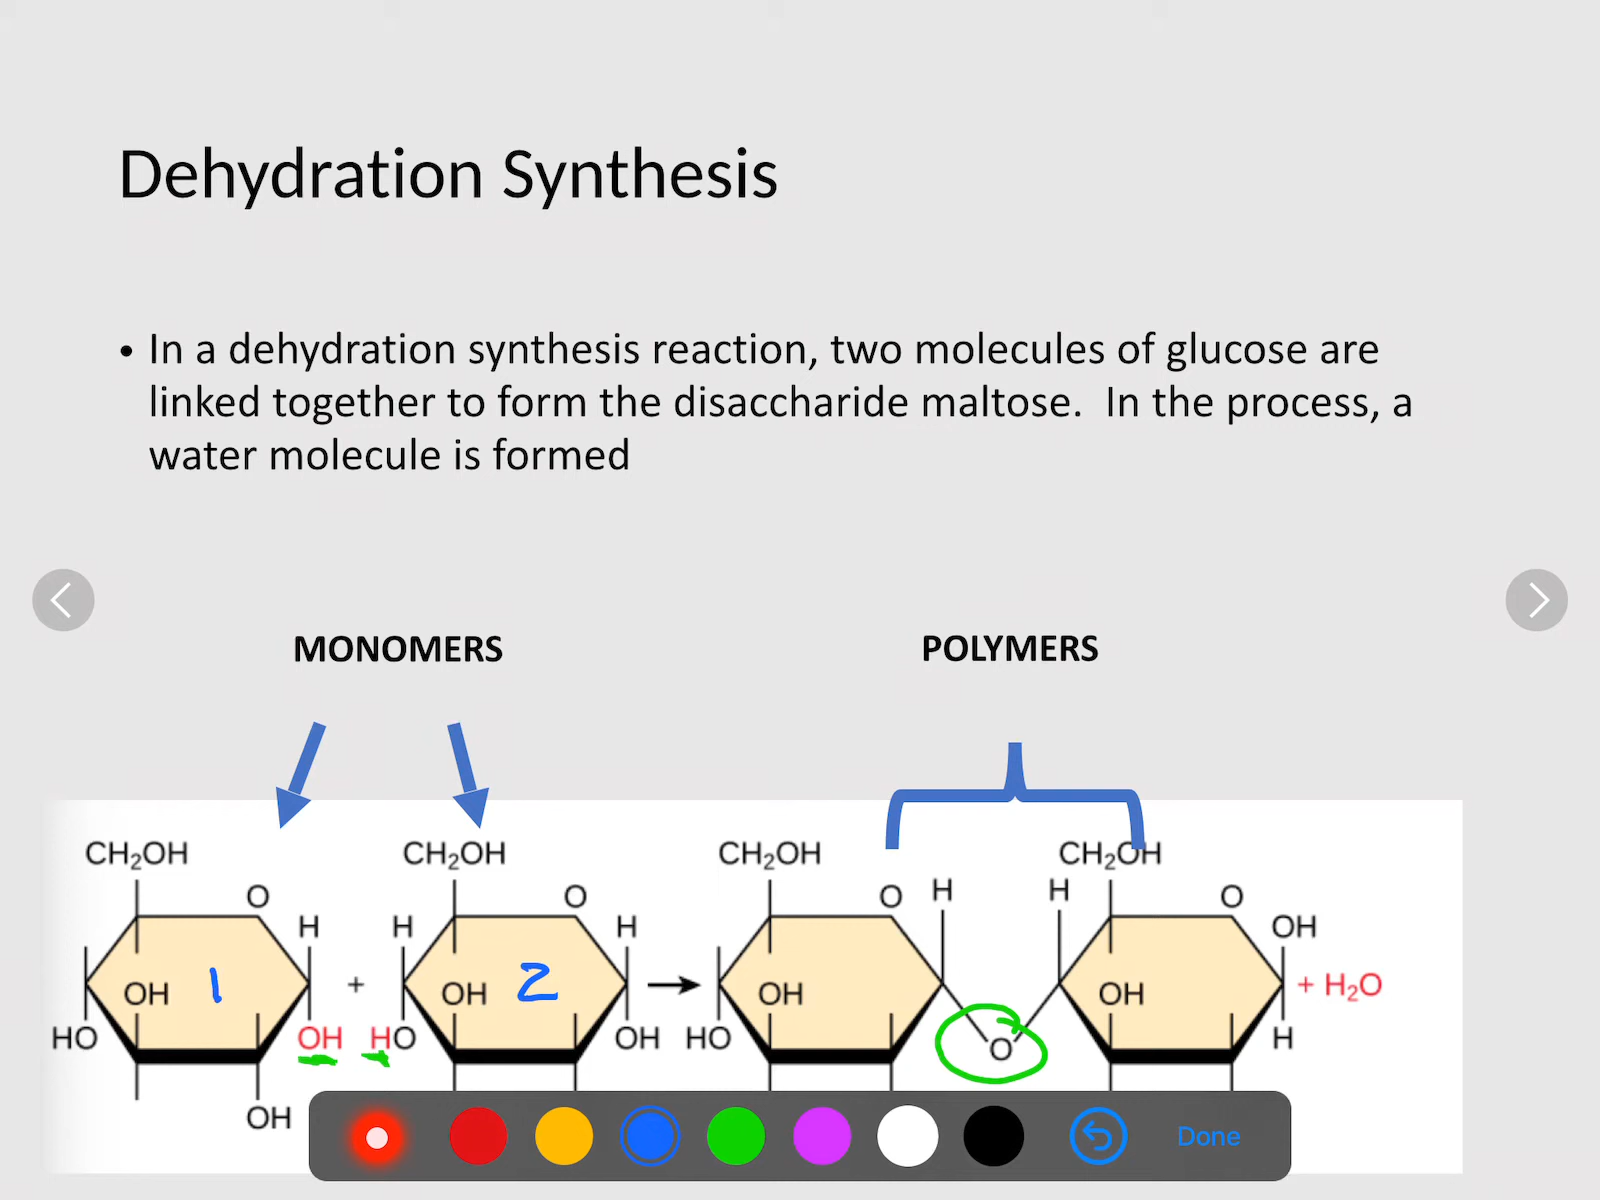 Dehydration Synthesis
• In a dehydration synthesis reaction, two molecules of glucose are
linked together to form the disaccharide maltose.  In the process, a
water molecule is formed
MONOMERS
POLYMERS
CH₂OH CH₂OH CH₂OH CH₂OH
O O O H H O
H H H OH
OH 1 + OH 2 OH OH + H₂O
HO OH HO OH HO O H
OH
Done